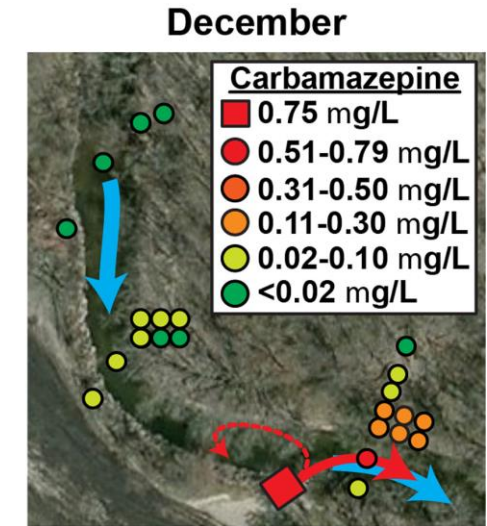 December
Carbamazepine
0.75 mg/L
0.51-0.79 mg/L
0.31-0.50 mg/L
0.11-0.30 mg/L
0.02-0.10 mg/L
<0.02 mg/L